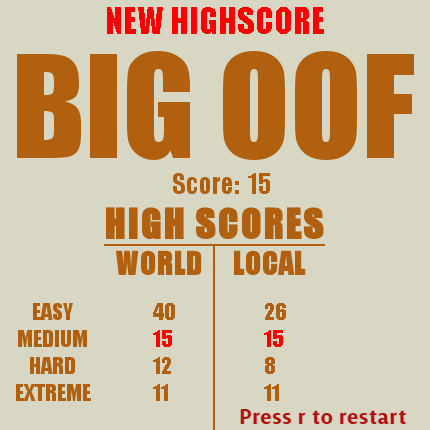 NEW HIGHSCORE
BIG OOF
Score: 15
HIGH SCORES
WORLD LOCAL
EASY 40 26
MEDIUM 15 15
HARD 12 8
EXTREME 11 11
Press r to restart